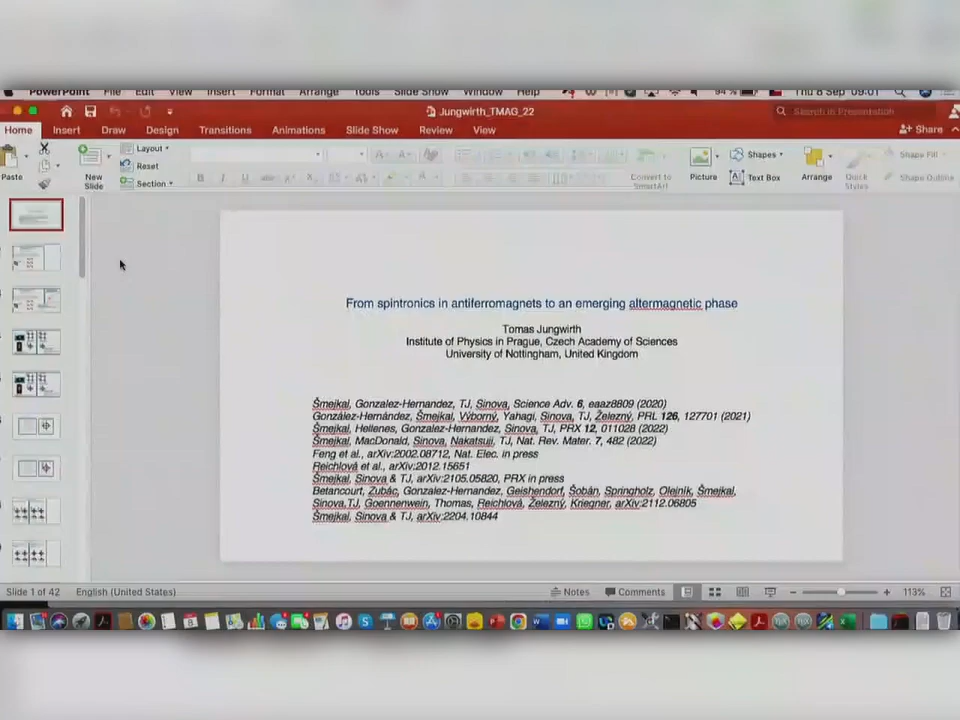 PowerPoint File Edit View Insert Format Arrange Tools Slide Show Window Help 94 % Thu 8 Sep 09:01
Jungwirth_TMAG_22
Search in Presentation
Home Insert Draw Design Transitions Animations Slide Show Review View Share
Paste
New Slide
Layout
Reset
Section
Convert to SmartArt
Picture
Shapes
Text Box
Arrange
Quick Styles
Shape Fill
Shape Outline
From spintronics in antiferromagnets to an emerging altermagnetic phase
Tomas Jungwirth
Institute of Physics in Prague, Czech Academy of Sciences
University of Nottingham, United Kingdom
Šmejkal, Gonzalez-Hernandez, TJ, Sinova, Science Adv. 6, eaaz8809 (2020)
González-Hernández, Šmejkal, Výborný, Yahagi, Sinova, TJ, Železný, PRL 126, 127701 (2021)
Šmejkal, Hellenes, Gonzalez-Hernandez, Sinova, TJ, PRX 12, 011028 (2022)
Šmejkal, MacDonald, Sinova, Nakatsuji, TJ, Nat. Rev. Mater. 7, 482 (2022)
Feng et al., arXiv:2002.08712, Nat. Elec. in press
Reichlová et al., arXiv:2012.15651
Šmejkal, Sinova & TJ, arXiv:2105.05820, PRX in press
Betancourt, Zubáč, Gonzalez-Hernandez, Geishendorf, Šobáň, Springholz, Olejník, Šmejkal,
Sinova,TJ, Goennenwein, Thomas, Reichlová, Železný, Kriegner, arXiv:2112.06805
Šmejkal, Sinova & TJ, arXiv:2204.10844
Slide 1 of 42 English (United States) Notes Comments 113%